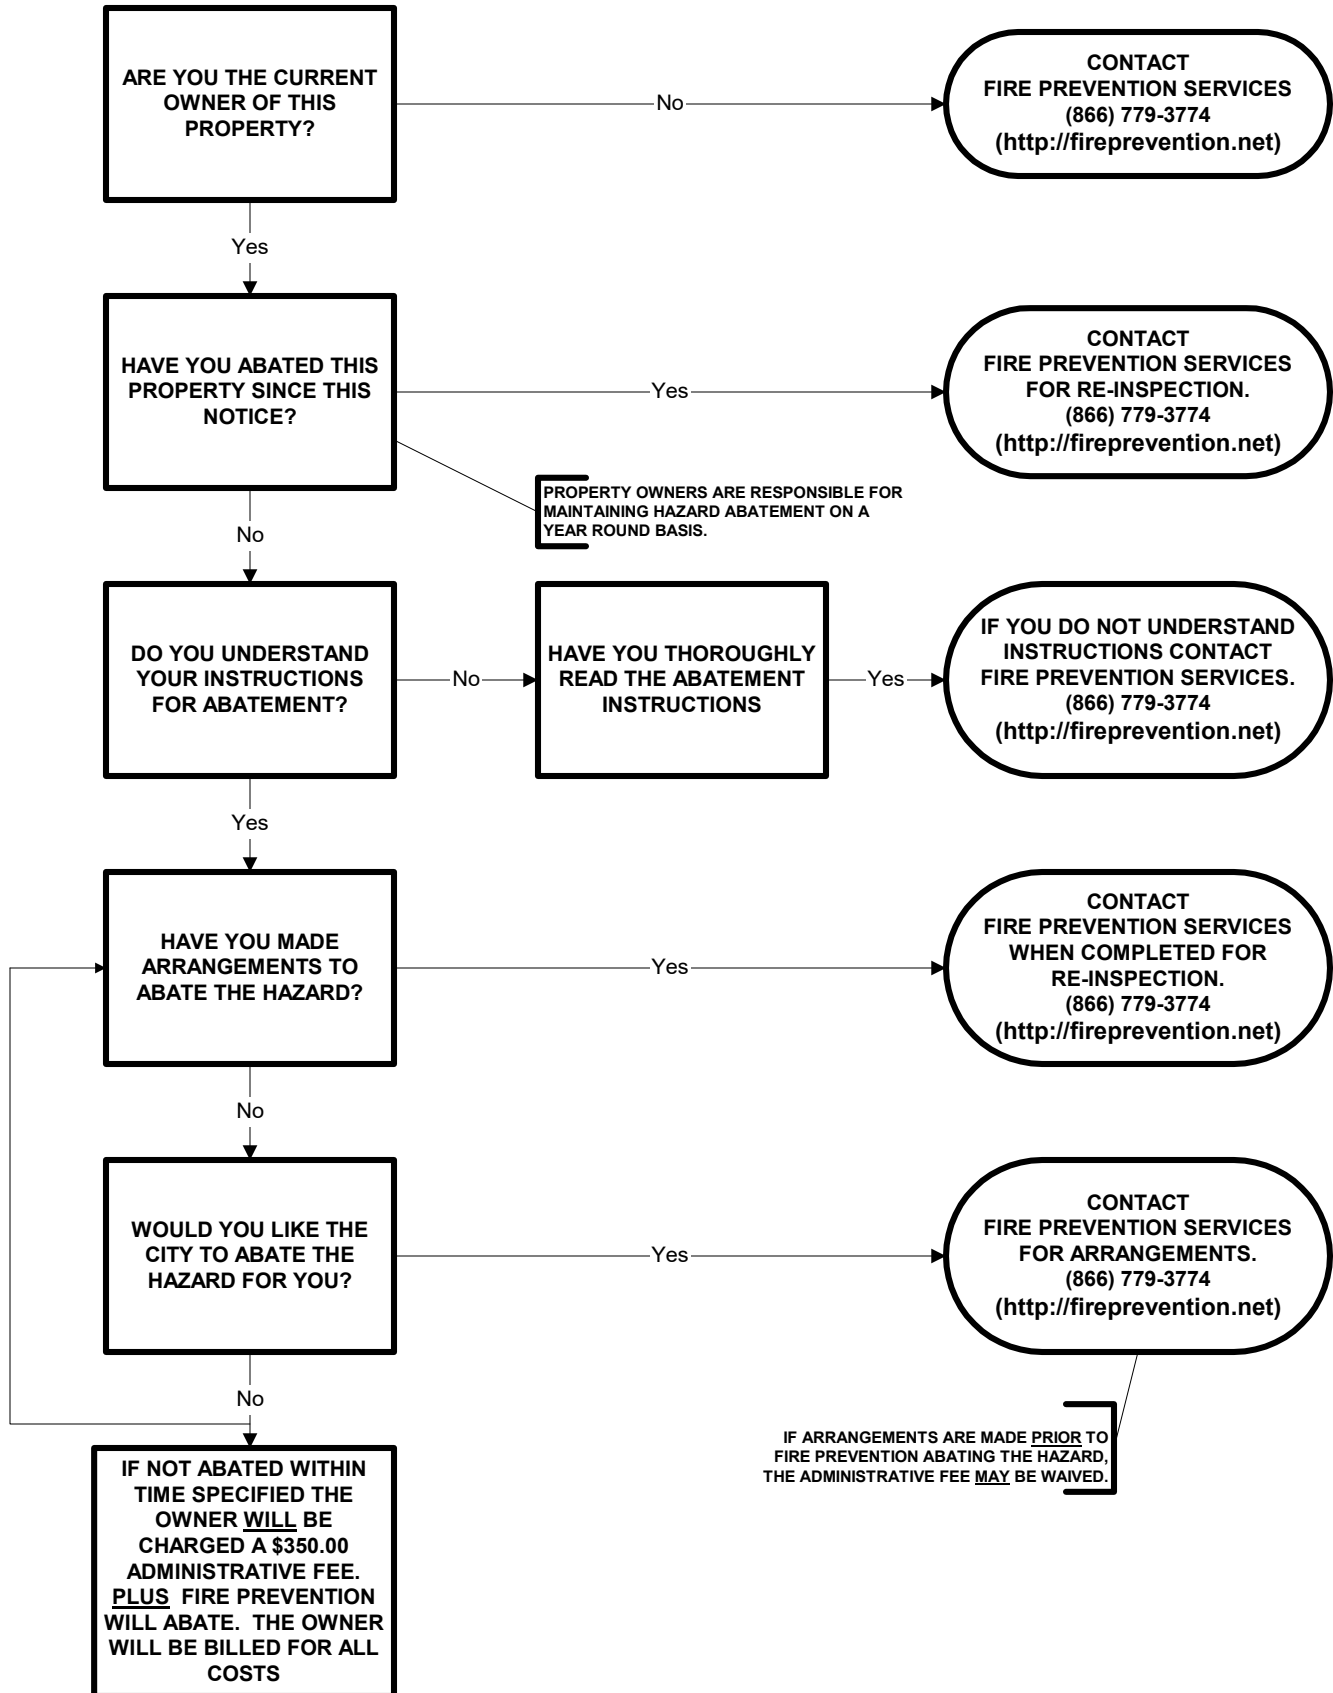 ARE YOU THE CURRENT
OWNER OF THIS
PROPERTY?
No
CONTACT
FIRE PREVENTION SERVICES
(866) 779-3774
(http://fireprevention.net)
Yes
HAVE YOU ABATED THIS
PROPERTY SINCE THIS
NOTICE?
Yes
CONTACT
FIRE PREVENTION SERVICES
FOR RE-INSPECTION.
(866) 779-3774
(http://fireprevention.net)
PROPERTY OWNERS ARE RESPONSIBLE FOR
MAINTAINING HAZARD ABATEMENT ON A
YEAR ROUND BASIS.
No
DO YOU UNDERSTAND
YOUR INSTRUCTIONS
FOR ABATEMENT?
No
HAVE YOU THOROUGHLY
READ THE ABATEMENT
INSTRUCTIONS
Yes
IF YOU DO NOT UNDERSTAND
INSTRUCTIONS CONTACT
FIRE PREVENTION SERVICES.
(866) 779-3774
(http://fireprevention.net)
Yes
HAVE YOU MADE
ARRANGEMENTS TO
ABATE THE HAZARD?
Yes
CONTACT
FIRE PREVENTION SERVICES
WHEN COMPLETED FOR
RE-INSPECTION.
(866) 779-3774
(http://fireprevention.net)
No
WOULD YOU LIKE THE
CITY TO ABATE THE
HAZARD FOR YOU?
Yes
CONTACT
FIRE PREVENTION SERVICES
FOR ARRANGEMENTS.
(866) 779-3774
(http://fireprevention.net)
No
IF ARRANGEMENTS ARE MADE PRIOR TO
FIRE PREVENTION ABATING THE HAZARD,
THE ADMINISTRATIVE FEE MAY BE WAIVED.
IF NOT ABATED WITHIN
TIME SPECIFIED THE
OWNER WILL BE
CHARGED A $350.00
ADMINISTRATIVE FEE.
PLUS FIRE PREVENTION
WILL ABATE. THE OWNER
WILL BE BILLED FOR ALL
COSTS